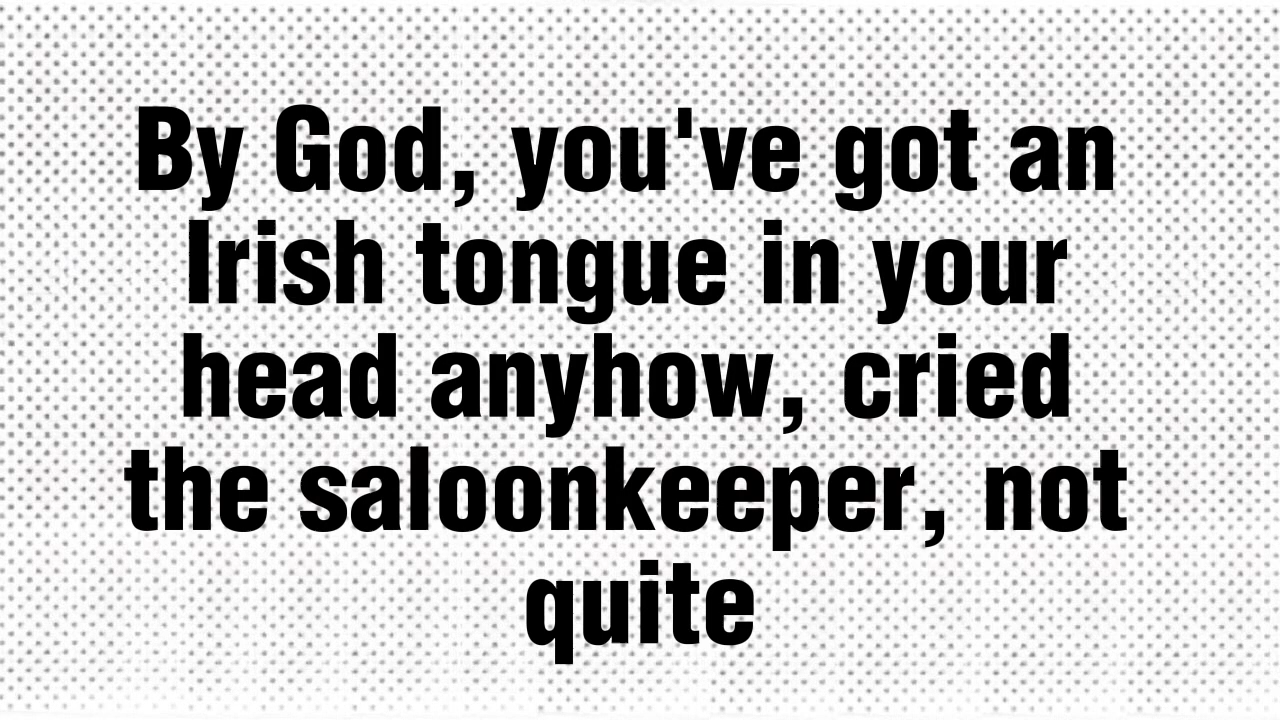 By God, you've got an
Irish tongue in your
head anyhow, cried
the saloonkeeper, not
quite